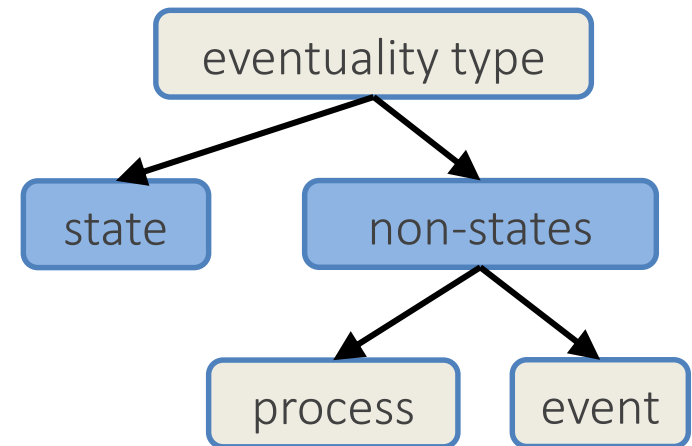 eventuality type
state
non-states
process
event